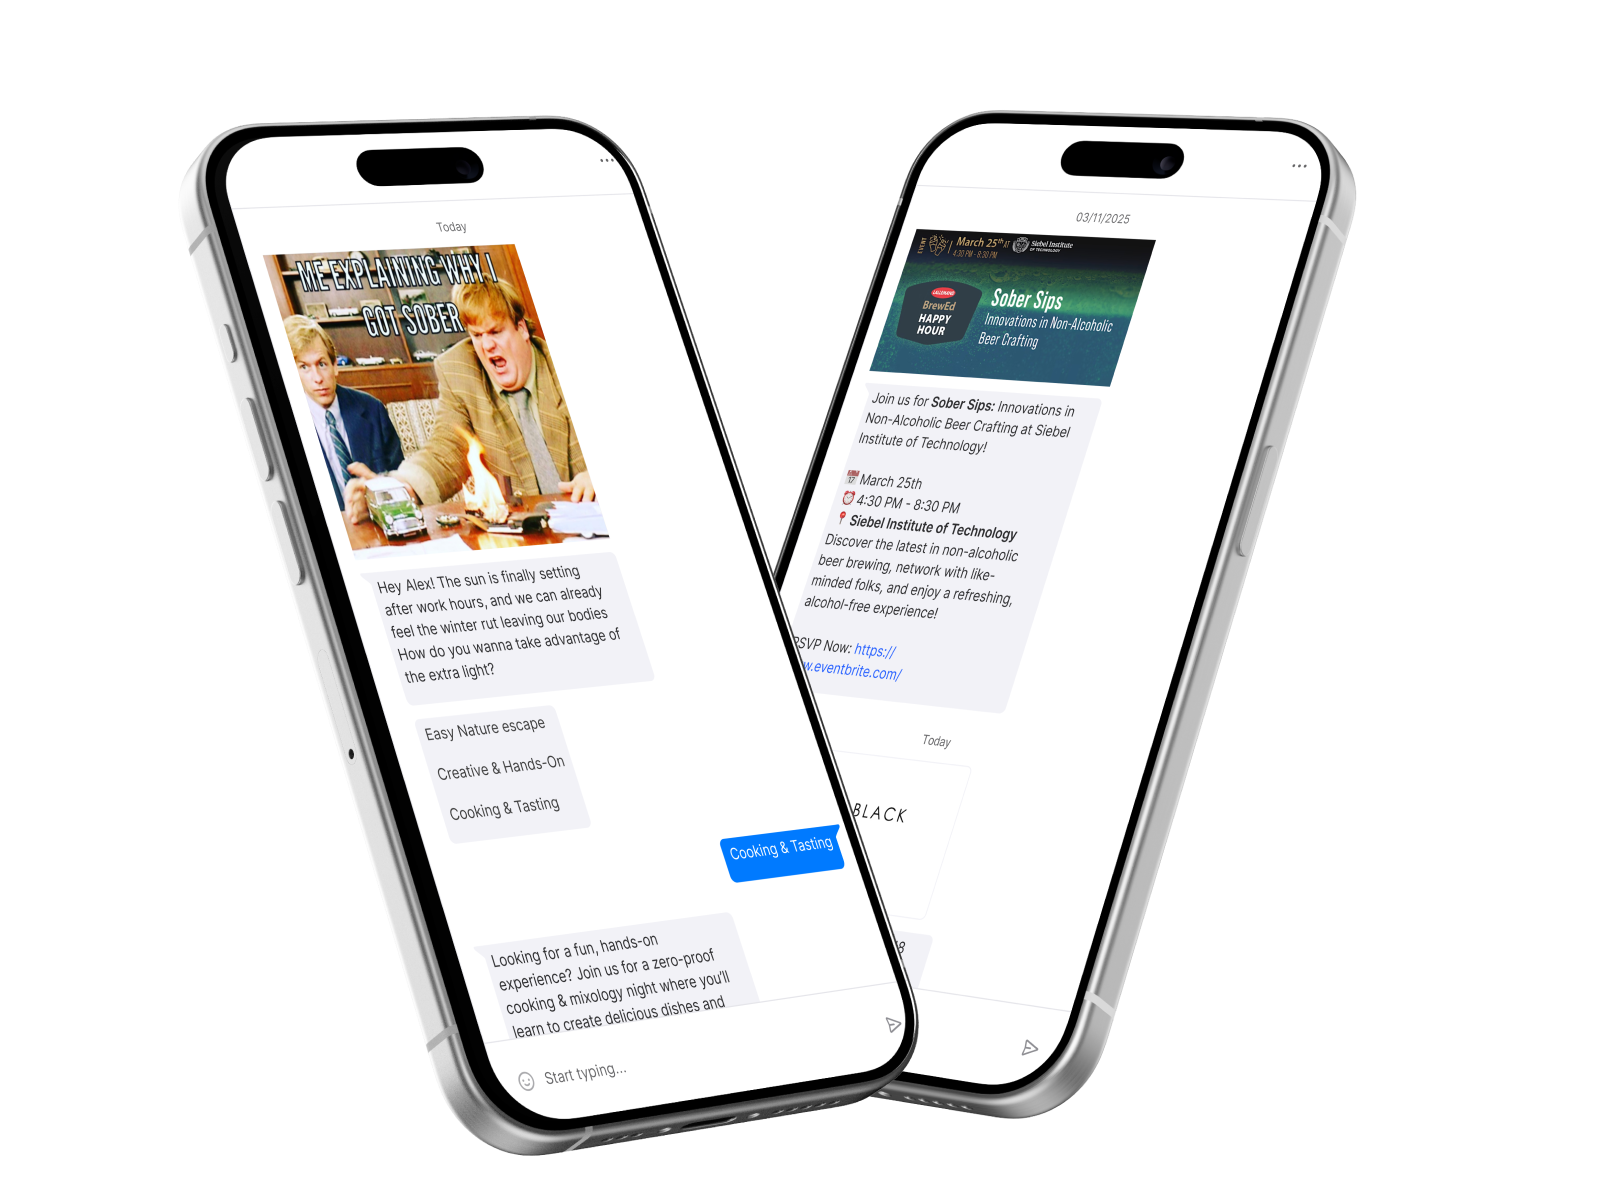 Today
ME EXPLAINING WHY I
GOT SOBER
Hey Alex! The sun is finally setting
after work hours, and we can already
feel the winter rut leaving our bodies
How do you wanna take advantage of
the extra light?
Easy Nature escape
Creative & Hands-On
Cooking & Tasting
Cooking & Tasting
Looking for a fun, hands-on
experience? Join us for a zero-proof
cooking & mixology night where you'll
learn to create delicious dishes and
Start typing...
03/11/2025
EVENT
March 25th AT
4:30 PM - 8:30 PM
Siebel Institute
OF TECHNOLOGY
LALLEMAND
BrewEd
HAPPY
HOUR
Sober Sips
Innovations in Non-Alcoholic
Beer Crafting
Join us for Sober Sips: Innovations in
Non-Alcoholic Beer Crafting at Siebel
Institute of Technology!
17
March 25th
4:30 PM - 8:30 PM
Siebel Institute of Technology
Discover the latest in non-alcoholic
beer brewing, network with like-
minded folks, and enjoy a refreshing,
alcohol-free experience!
SVP Now: https://
w.eventbrite.com/
Today
BLACK
8